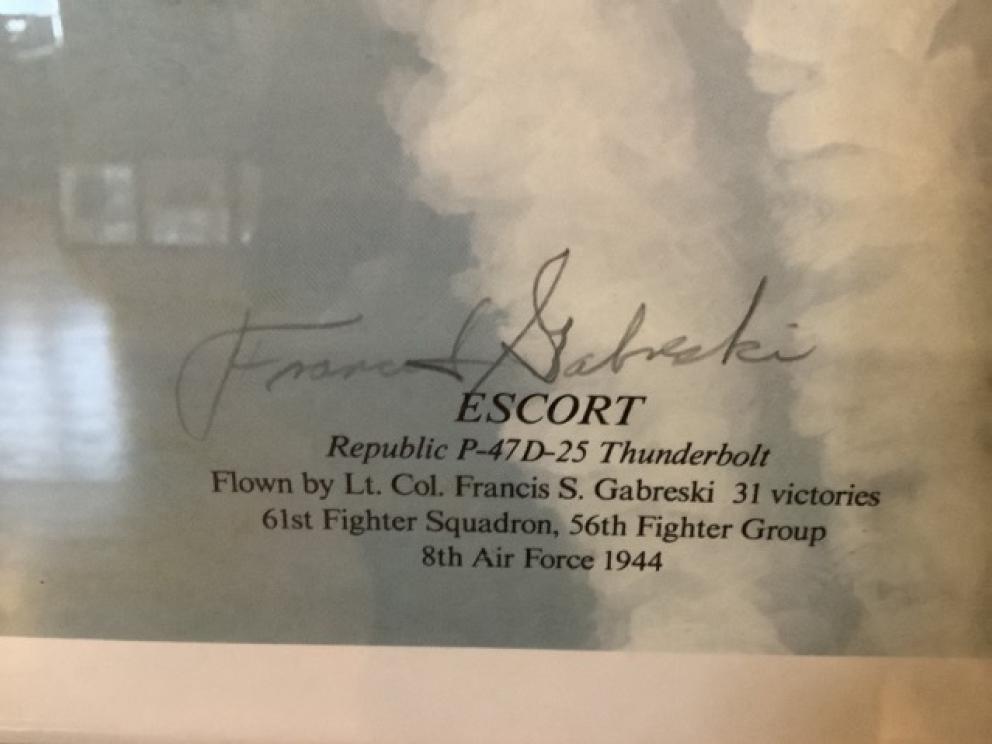 Francis S Gabreski
ESCORT
Republic P-47D-25 Thunderbolt
Flown by Lt. Col. Francis S. Gabreski 31 victories
61st Fighter Squadron, 56th Fighter Group
8th Air Force 1944